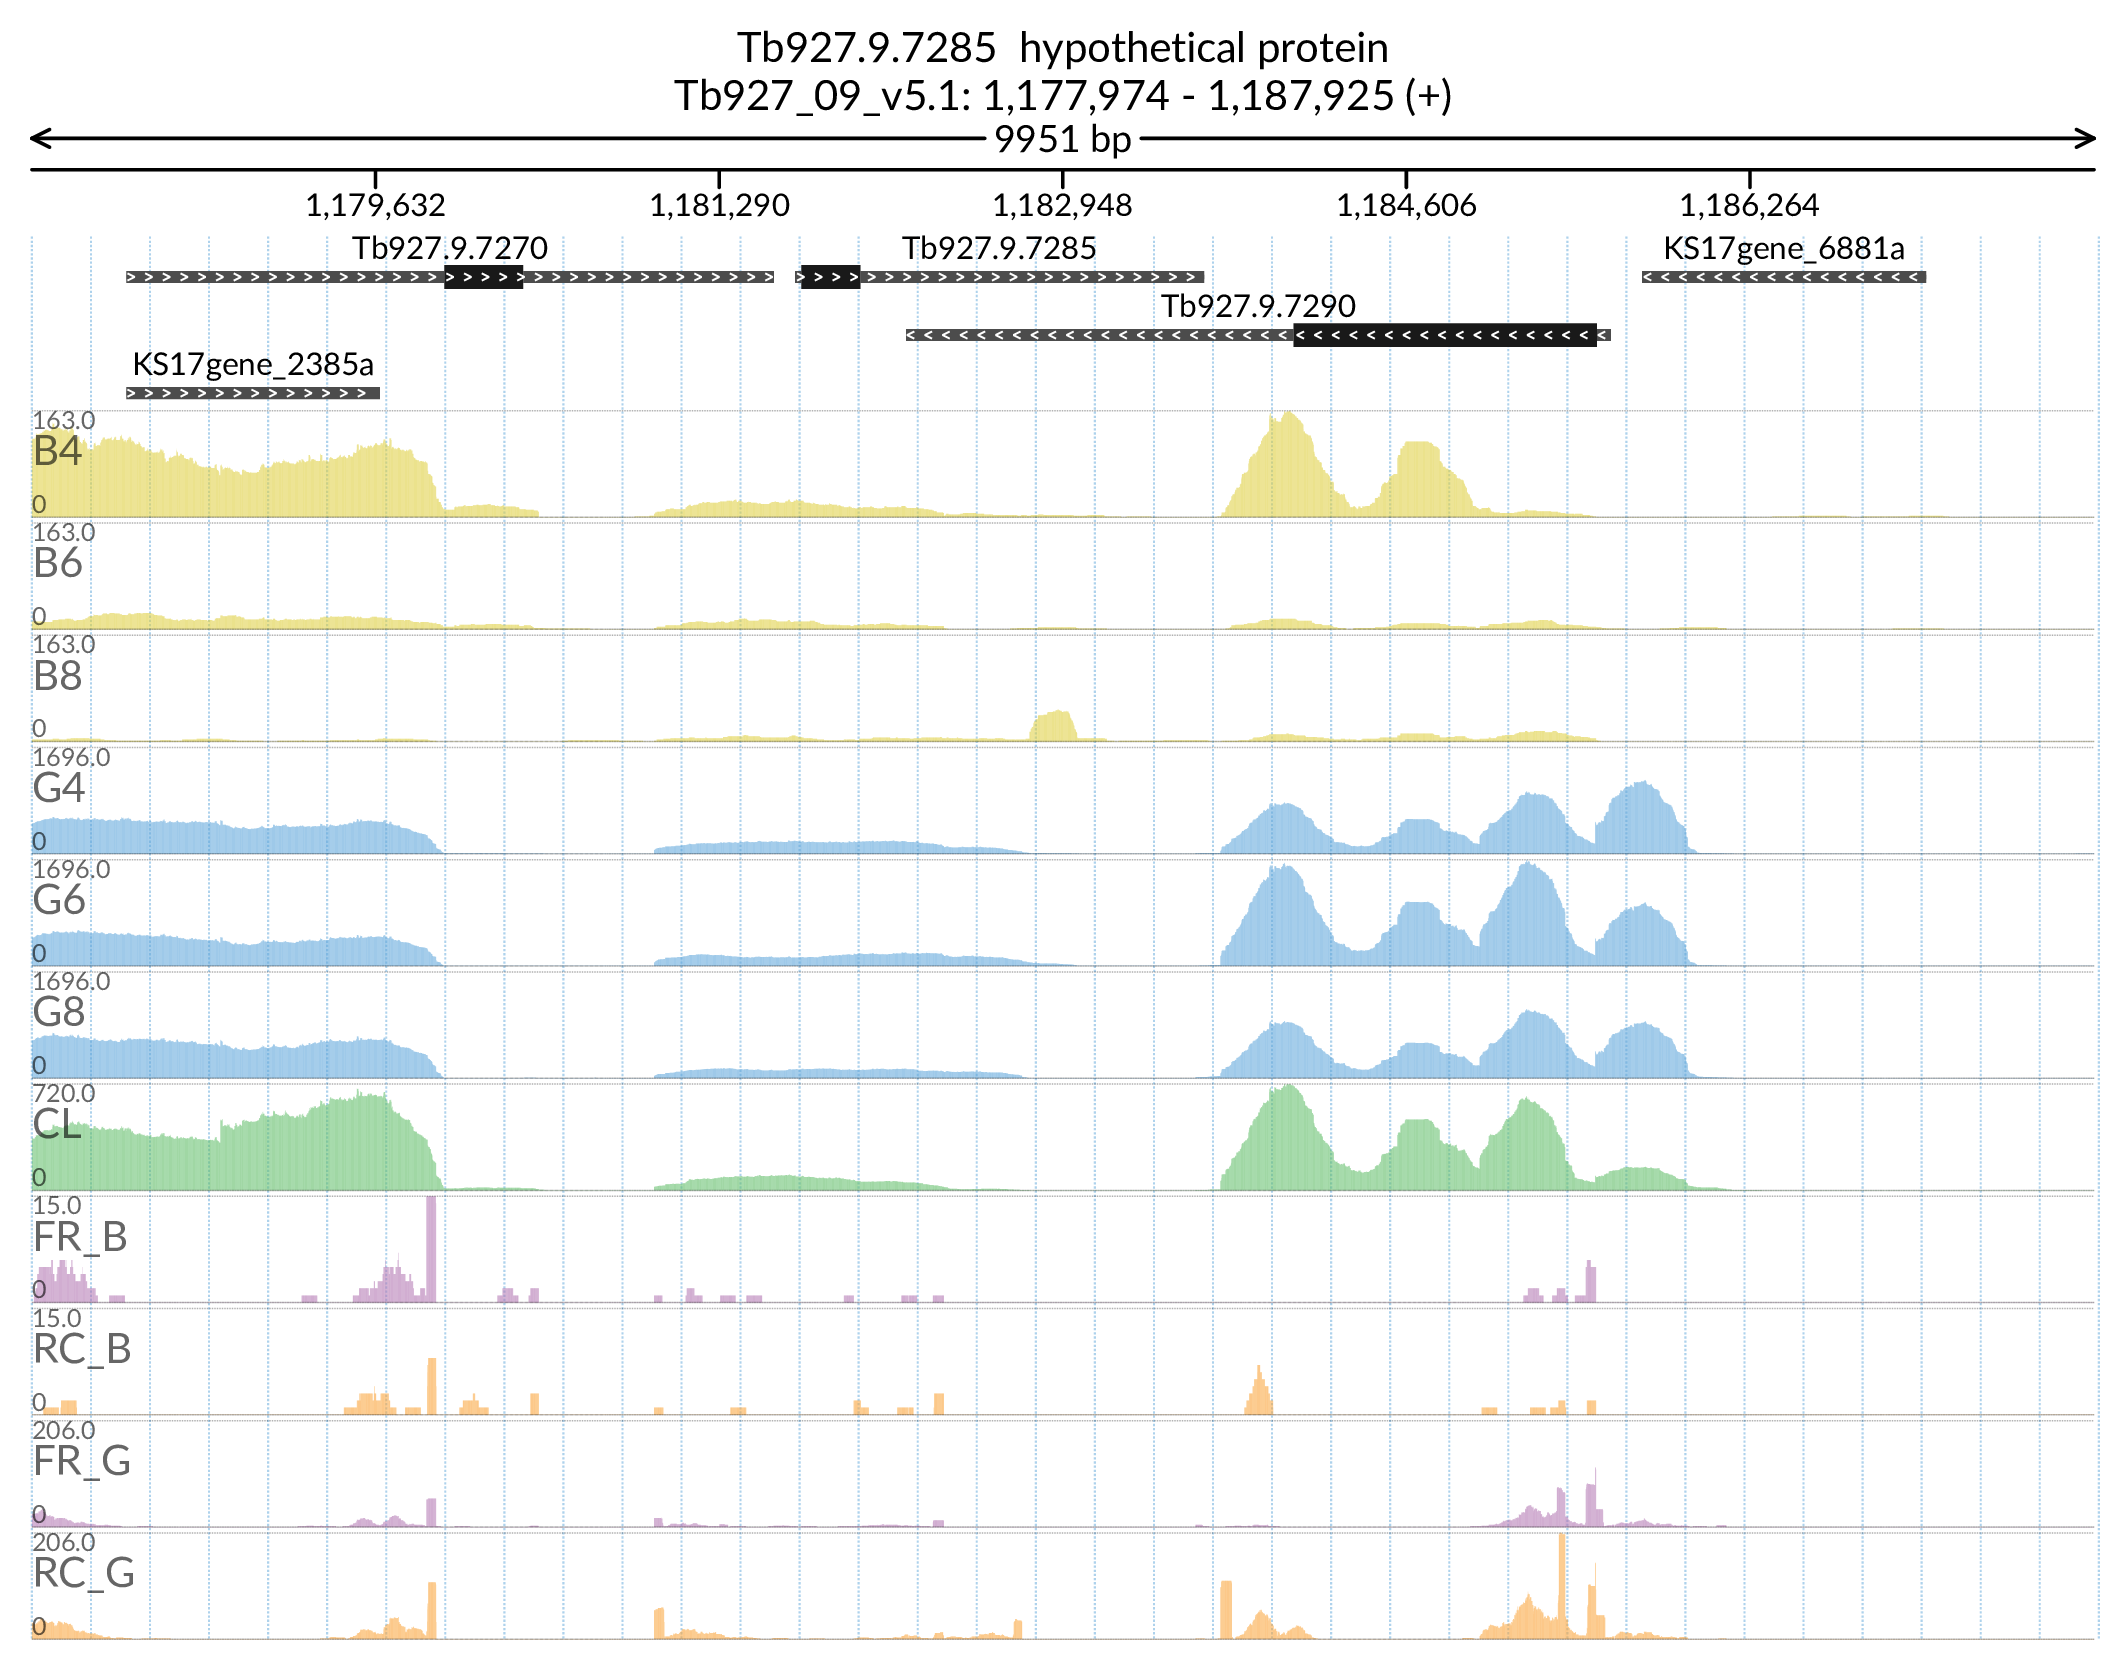 Tb927.9.7285 hypothetical protein
Tb927_09_v5.1: 1,177,974 - 1,187,925 (+)
9951 bp
1,179,632 1,181,290 1,182,948 1,184,606 1,186,264
Tb927.9.7270 Tb927.9.7285 KS17gene_6881a
Tb927.9.7290
KS17gene_2385a
163.0
B4
0
163.0
B6
0
163.0
B8
0
1696.0
G4
0
1696.0
G6
0
1696.0
G8
0
720.0
CL
0
15.0
FR_B
0
15.0
RC_B
0
206.0
FR_G
0
206.0
RC_G
0